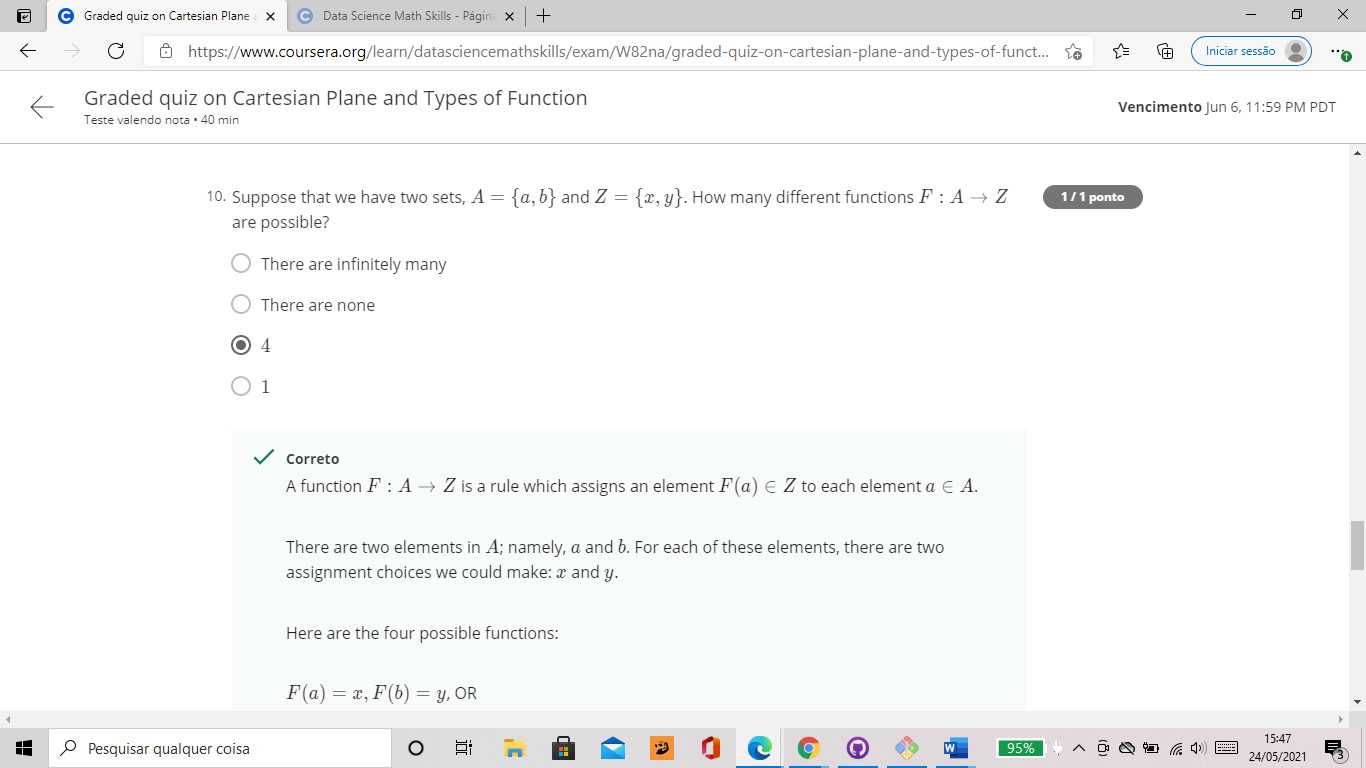 Graded quiz on Cartesian Plane a
Data Science Math Skills - Págin
https://www.coursera.org/learn/datasciencemathskills/exam/W82na/graded-quiz-on-cartesian-plane-and-types-of-funct...
Iniciar sessão
Graded quiz on Cartesian Plane and Types of Function
Teste valendo nota • 40 min
Vencimento Jun 6, 11:59 PM PDT
10. Suppose that we have two sets, A = {a, b} and Z = {x, y}. How many different functions F : A → Z
1 / 1 ponto
are possible?
There are infinitely many
There are none
4
1
Correto
A function F : A → Z is a rule which assigns an element F(a) ∈ Z to each element a ∈ A.
There are two elements in A; namely, a and b. For each of these elements, there are two
assignment choices we could make: x and y.
Here are the four possible functions:
F(a) = x, F(b) = y, OR
Pesquisar qualquer coisa
95%
15:47
24/05/2021
3